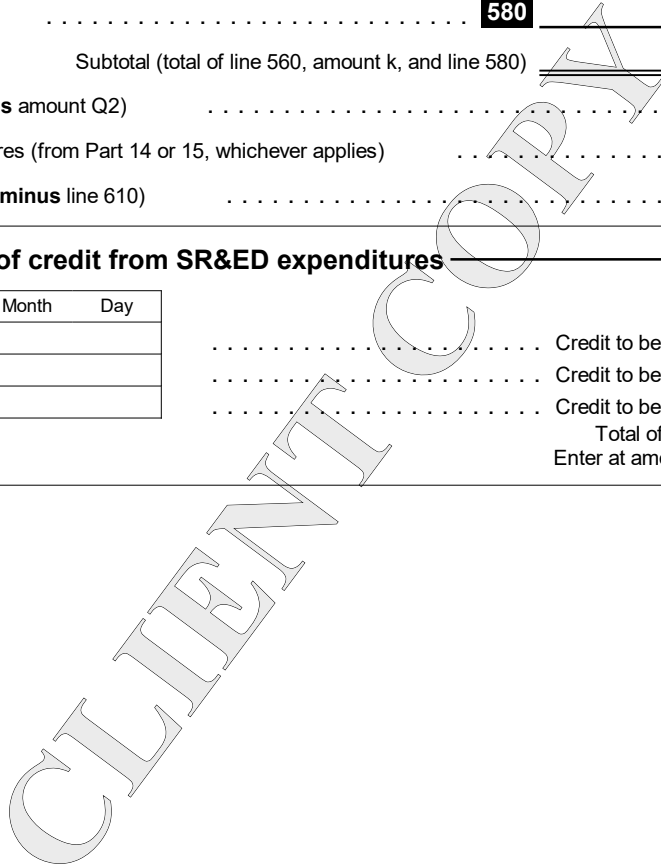 . . . . . . . . . . . . . . . . . . . . . . . . . . . . . 580
Subtotal (total of line 560, amount k, and line 580)
s amount Q2) . . . . . . . . . . . . . . . . . . . . . . . . . . . . . .
res (from Part 14 or 15, whichever applies) . . . . . . . . . . . . . .
minus line 610) . . . . . . . . . . . . . . . . . . . . . . . . . . . . .
of credit from SR&ED expenditures
Month Day
. . . . . . . . . . . . . . . . . . . . . . Credit to be
. . . . . . . . . . . . . . . . . . . . . . Credit to be
. . . . . . . . . . . . . . . . . . . . . . Credit to be
Total of
Enter at am
CLIENT COPY